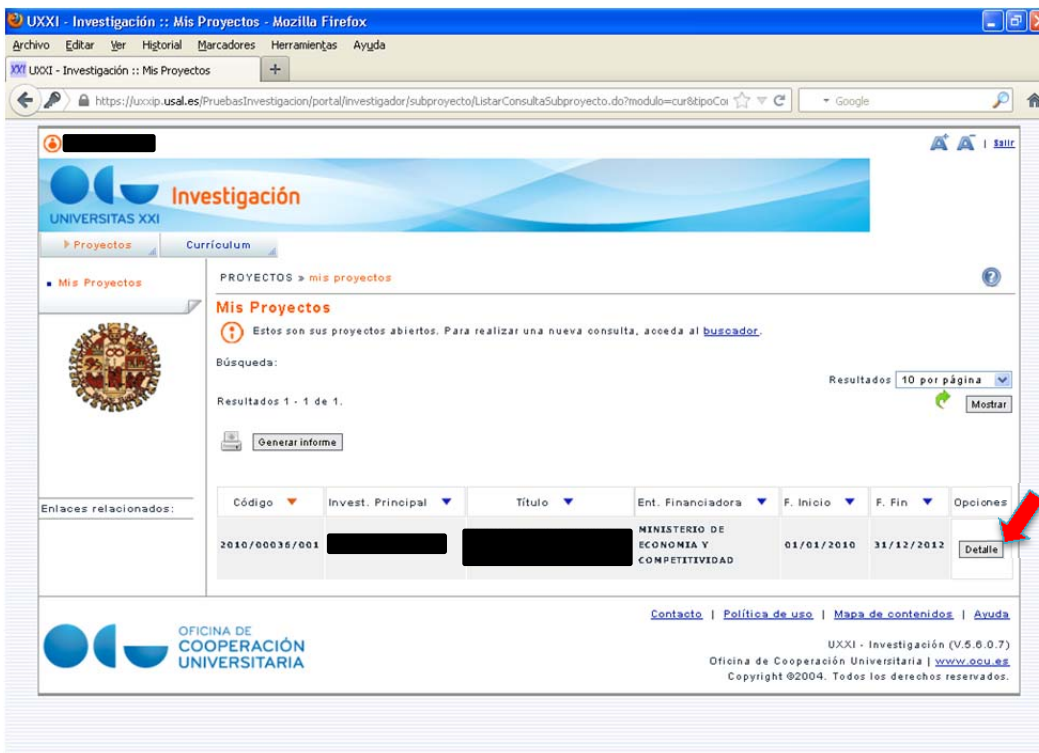 UXXI - Investigación :: Mis Proyectos - Mozilla Firefox
Archivo Editar Ver Historial Marcadores Herramientas Ayuda
UXXI - Investigación :: Mis Proyectos
https://uxxip.usal.es/PruebasInvestigacion/portal/investigador/subproyecto/ListarConsultaSubproyecto.do?modulo=cur&tipoCo
Google
A+ A- | Salir
UNIVERSITAS XXI
Investigación
Proyectos Currículum
Mis Proyectos
PROYECTOS » mis proyectos
Mis Proyectos
Estos son sus proyectos abiertos. Para realizar una nueva consulta, acceda al buscador.
Búsqueda:
Resultados 10 por página
Resultados 1 - 1 de 1.
Mostrar
Generar informe
Enlaces relacionados:
Código Invest. Principal Título Ent. Financiadora F. Inicio F. Fin Opciones
2010/00036/001 MINISTERIO DE ECONOMIA Y COMPETITIVIDAD 01/01/2010 31/12/2012 Detalle
Contacto | Política de uso | Mapa de contenidos | Ayuda
OFICINA DE
COOPERACIÓN
UNIVERSITARIA
UXXI - Investigación (V.5.6.0.7)
Oficina de Cooperación Universitaria | www.ocu.es
Copyright ©2004. Todos los derechos reservados.